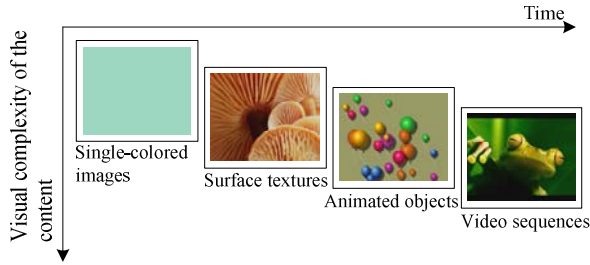 Time
Visual complexity of the
content
Single-colored
images
Surface textures
Animated objects
Video sequences